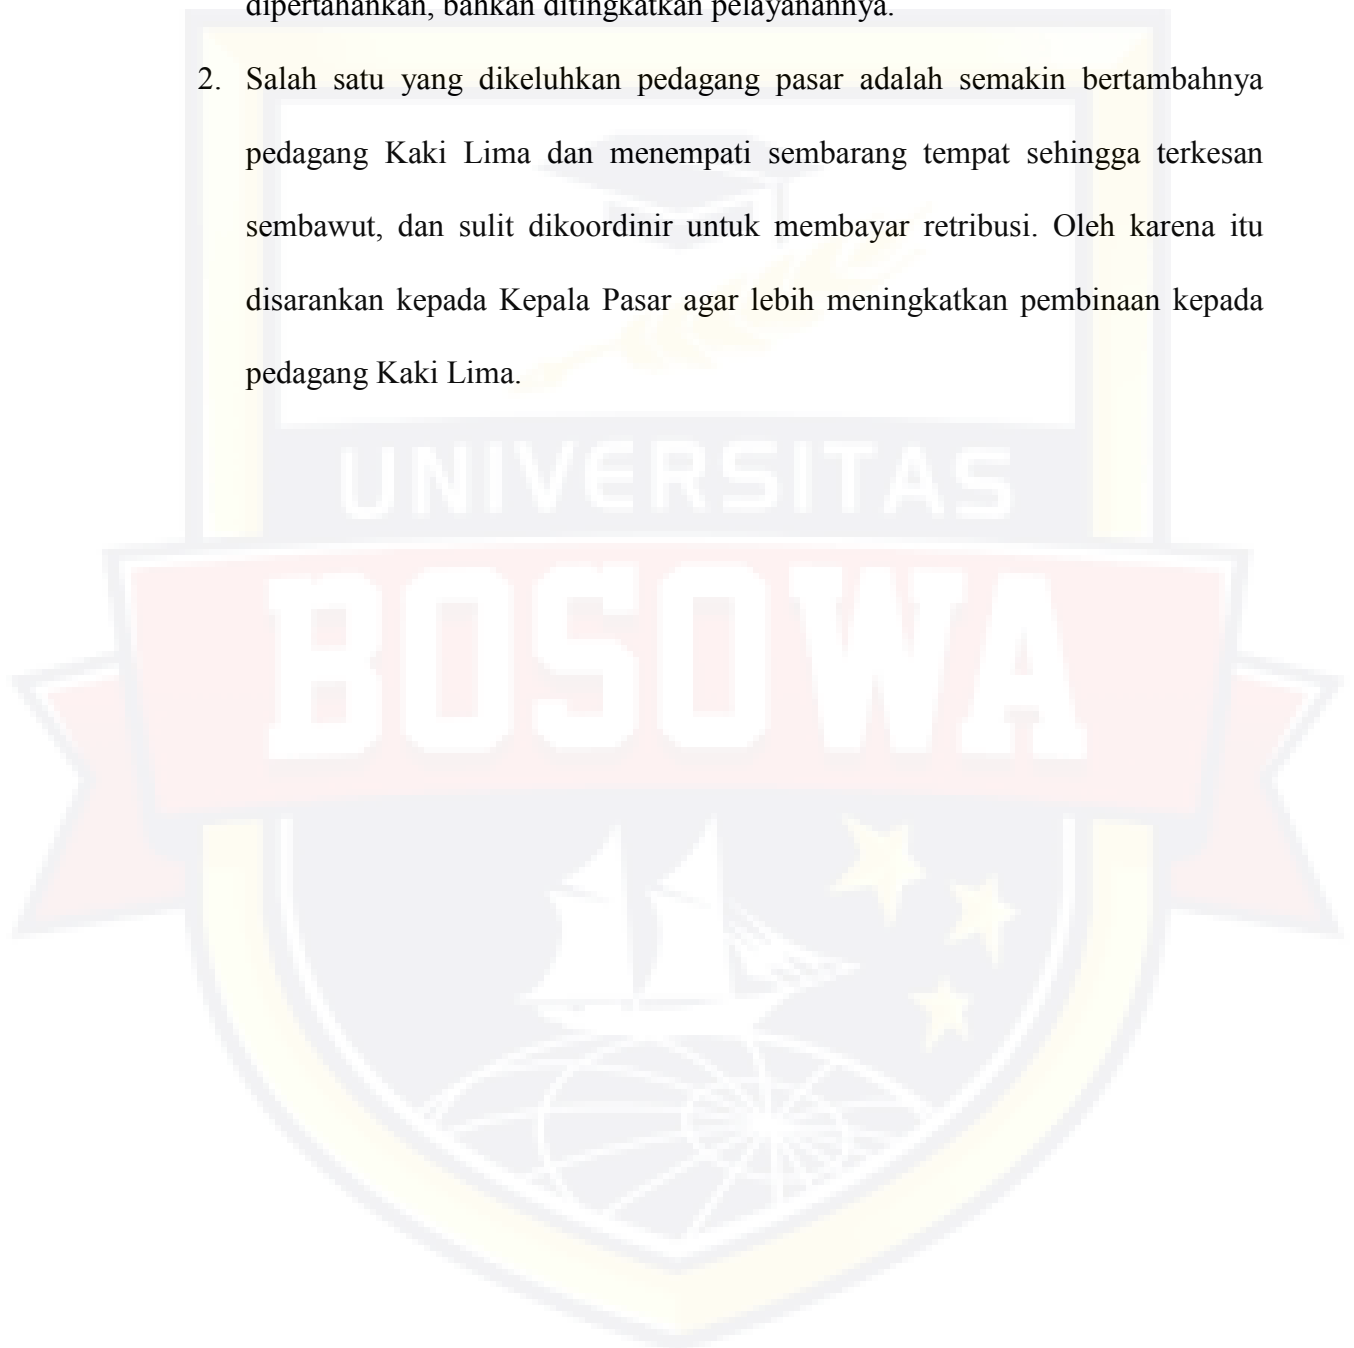 dipertahankan, bahkan ditingkatkan pelayanannya.
2. Salah satu yang dikeluhkan pedagang pasar adalah semakin bertambahnya
pedagang Kaki Lima dan menempati sembarang tempat sehingga terkesan
sembawut, dan sulit dikoordinir untuk membayar retribusi. Oleh karena itu
disarankan kepada Kepala Pasar agar lebih meningkatkan pembinaan kepada
pedagang Kaki Lima.
UNIVERSITAS
BOSOWA